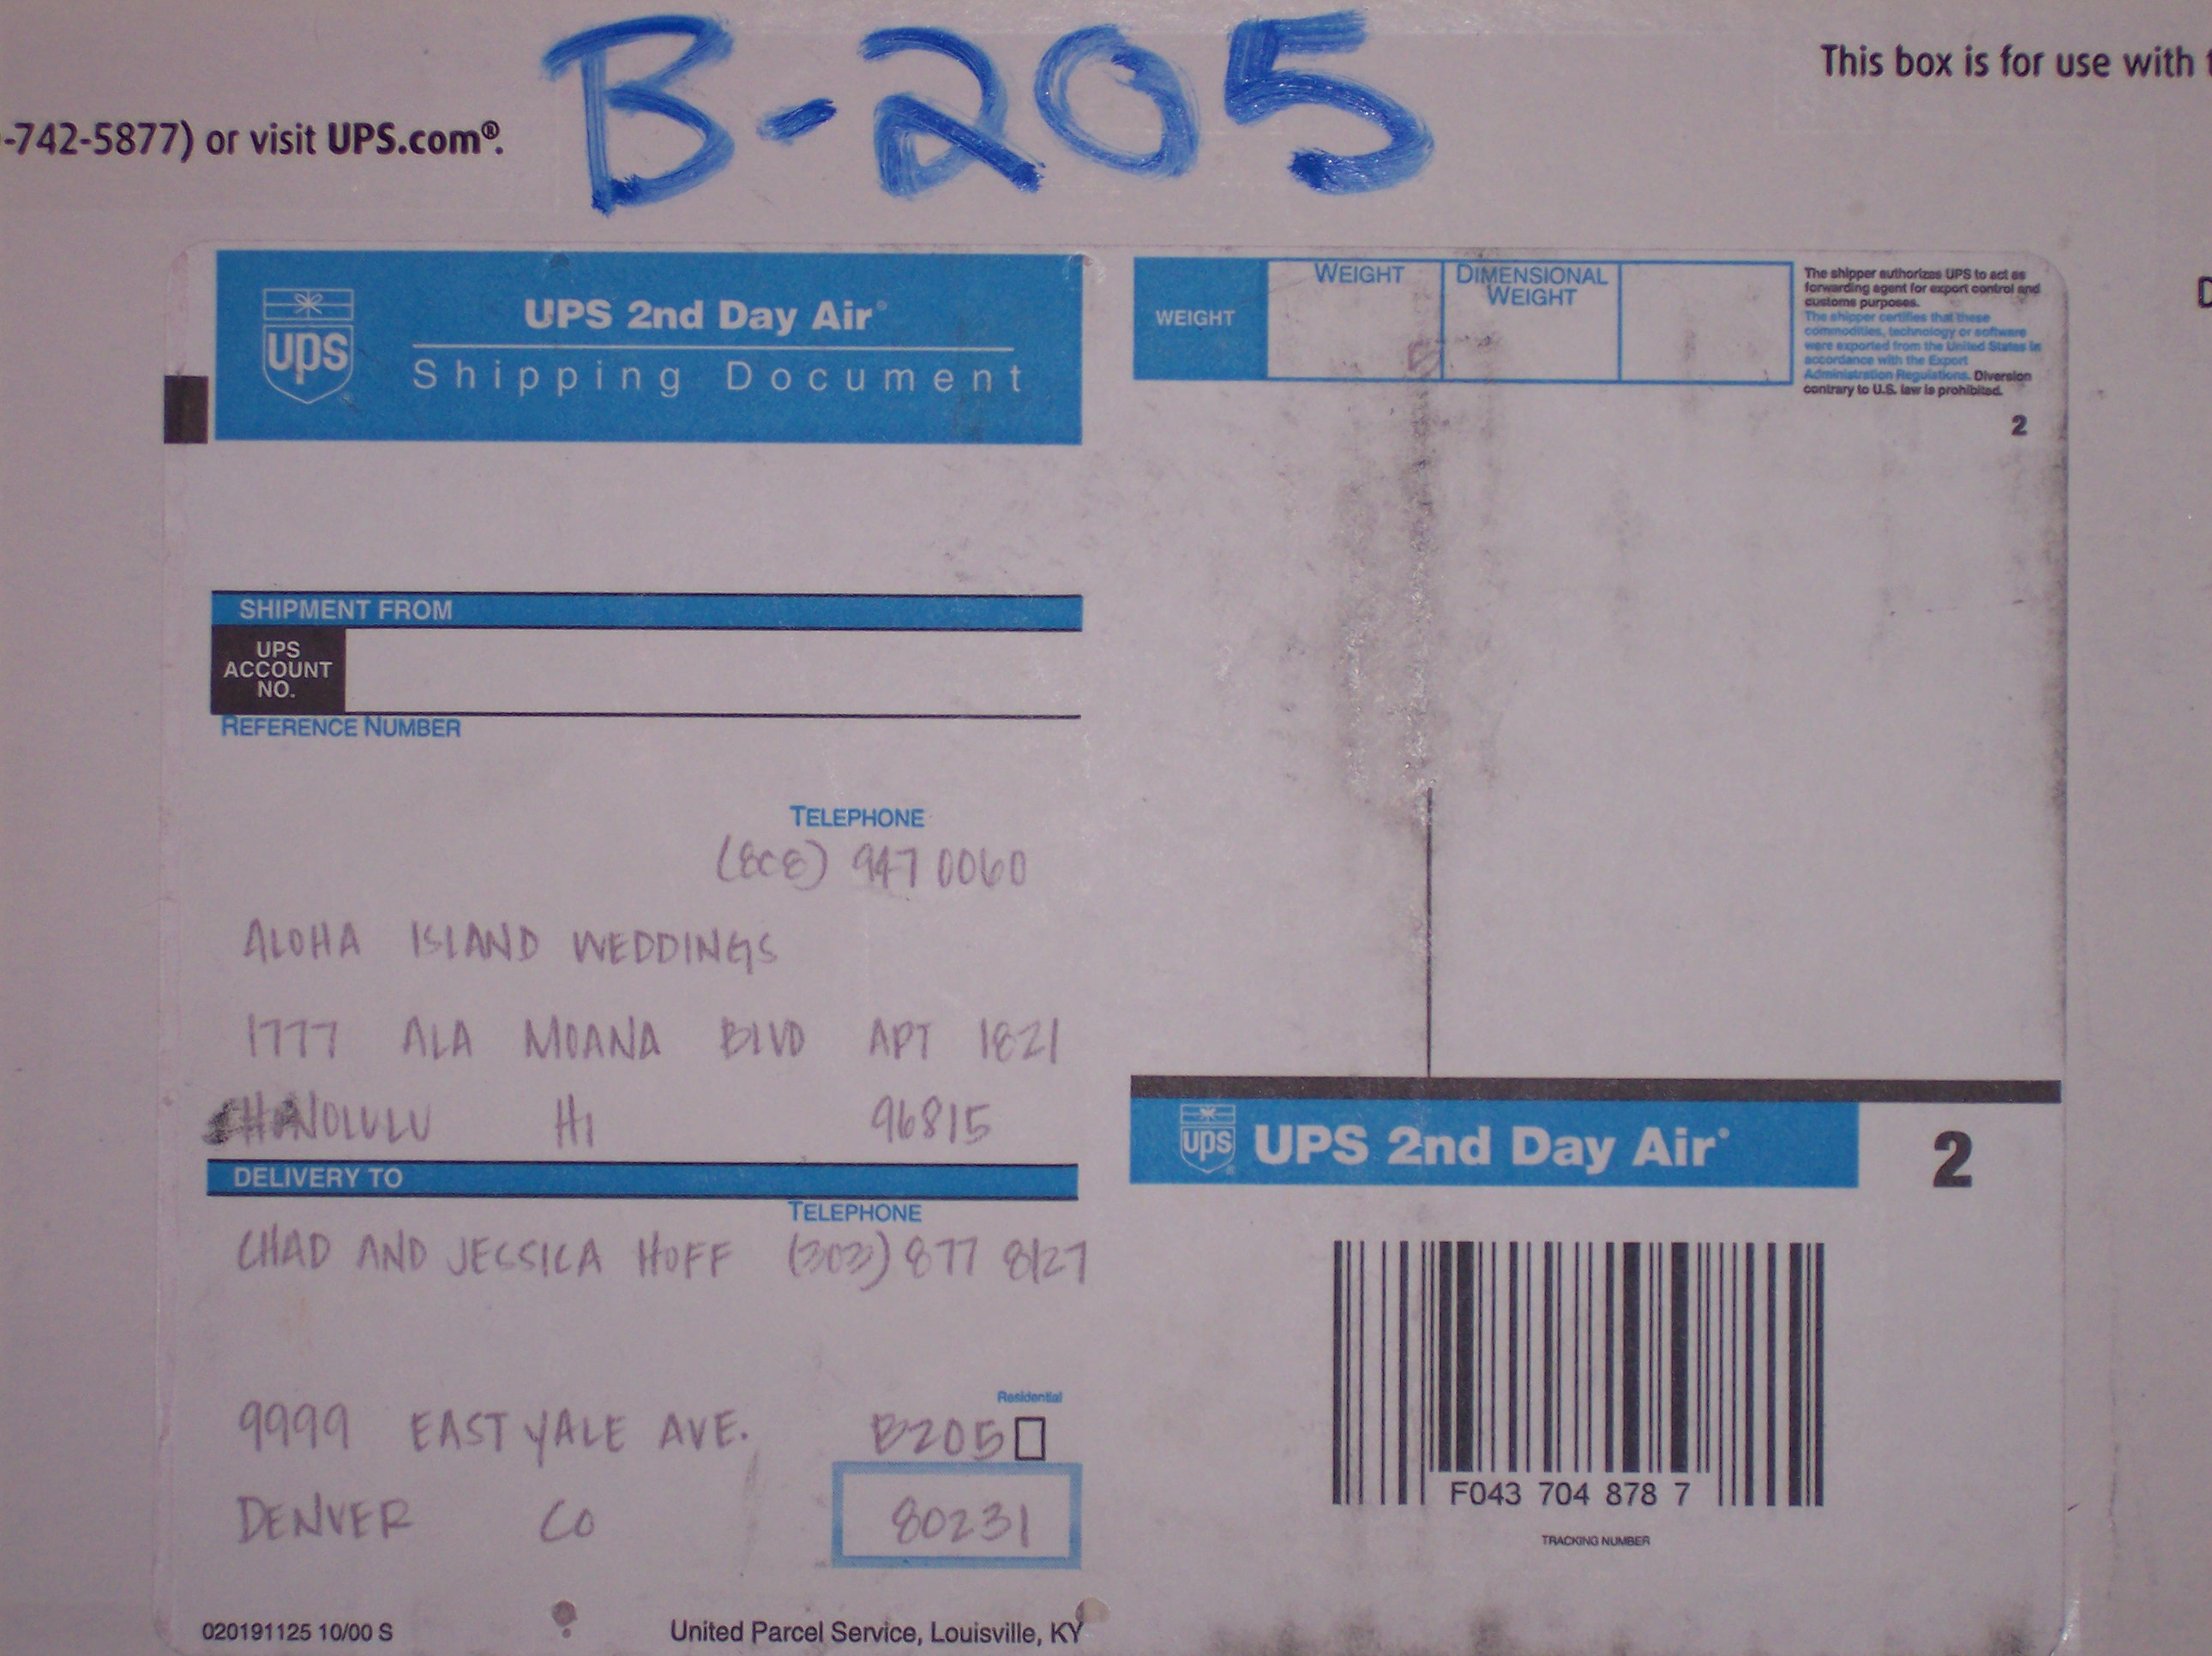 B-205
This box is for use with
-742-5877) or visit UPS.com®.
ups
UPS 2nd Day Air®
Shipping Document
WEIGHT
WEIGHT
DIMENSIONAL
WEIGHT
The shipper authorizes UPS to act as
forwarding agent for export control and
customs purposes.
The shipper certifies that these
commodities, technology or software
were exported from the United States in
accordance with the Export
Administration Regulations. Diversion
contrary to U.S. law is prohibited.
2
SHIPMENT FROM
UPS
ACCOUNT
NO.
REFERENCE NUMBER
TELEPHONE
(808) 947 0060
ALOHA ISLAND WEDDINGS
1777 ALA MOANA BLVD APT 1821
HONOLULU HI 96815
DELIVERY TO
TELEPHONE
CHAD AND JESSICA HOFF (303) 877 8127
Residential
9999 EAST YALE AVE. B205
DENVER CO 80231
020191125 10/00 S United Parcel Service, Louisville, KY
ups UPS 2nd Day Air® 2
F043 704 878 7
TRACKING NUMBER